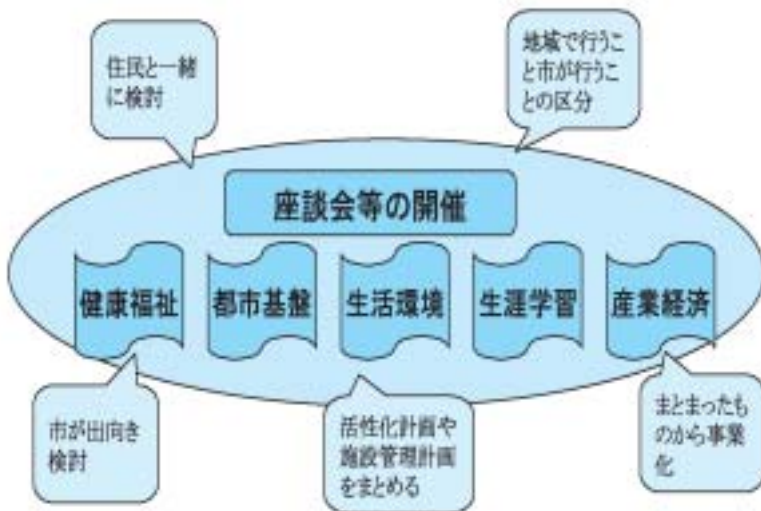 住民と一緒
に検討
地域で行うこ
と市が行うこ
との区分
座談会等の開催
健康福祉
都市基盤
生活環境
生涯学習
産業経済
市が出向き
検討
活性化計画や
施設管理計画
をまとめる
まとまったも
のから事業
化